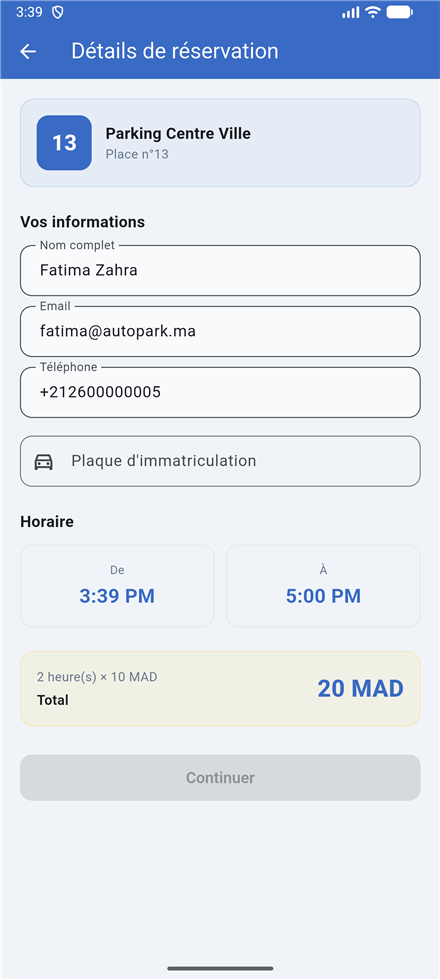 3:39
Détails de réservation
13
Parking Centre Ville
Place n°13
Vos informations
Nom complet
Fatima Zahra
Email
fatima@autopark.ma
Téléphone
+212600000005
Plaque d'immatriculation
Horaire
De
3:39 PM
À
5:00 PM
2 heure(s) × 10 MAD
Total
20 MAD
Continuer